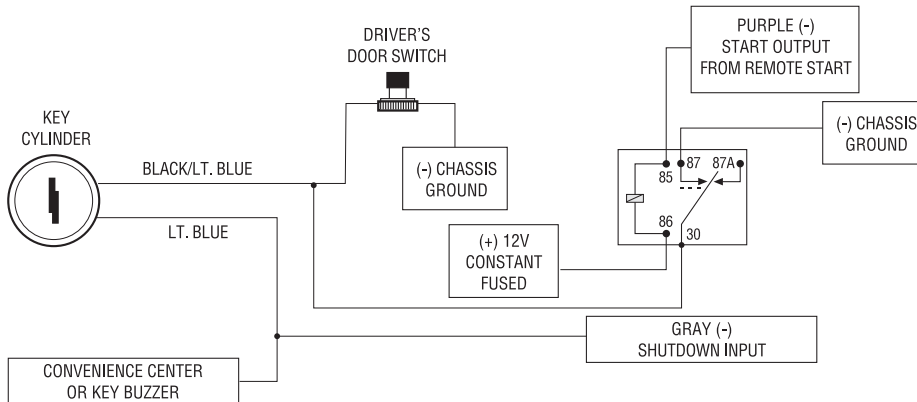 PURPLE (-)
START OUTPUT
FROM REMOTE START
DRIVER'S
DOOR SWITCH
KEY
CYLINDER
(-) CHASSIS
GROUND
BLACK/LT. BLUE
(-) CHASSIS
GROUND
85
87
87A
86
30
LT. BLUE
(+) 12V
CONSTANT
FUSED
GRAY (-)
SHUTDOWN INPUT
CONVENIENCE CENTER
OR KEY BUZZER